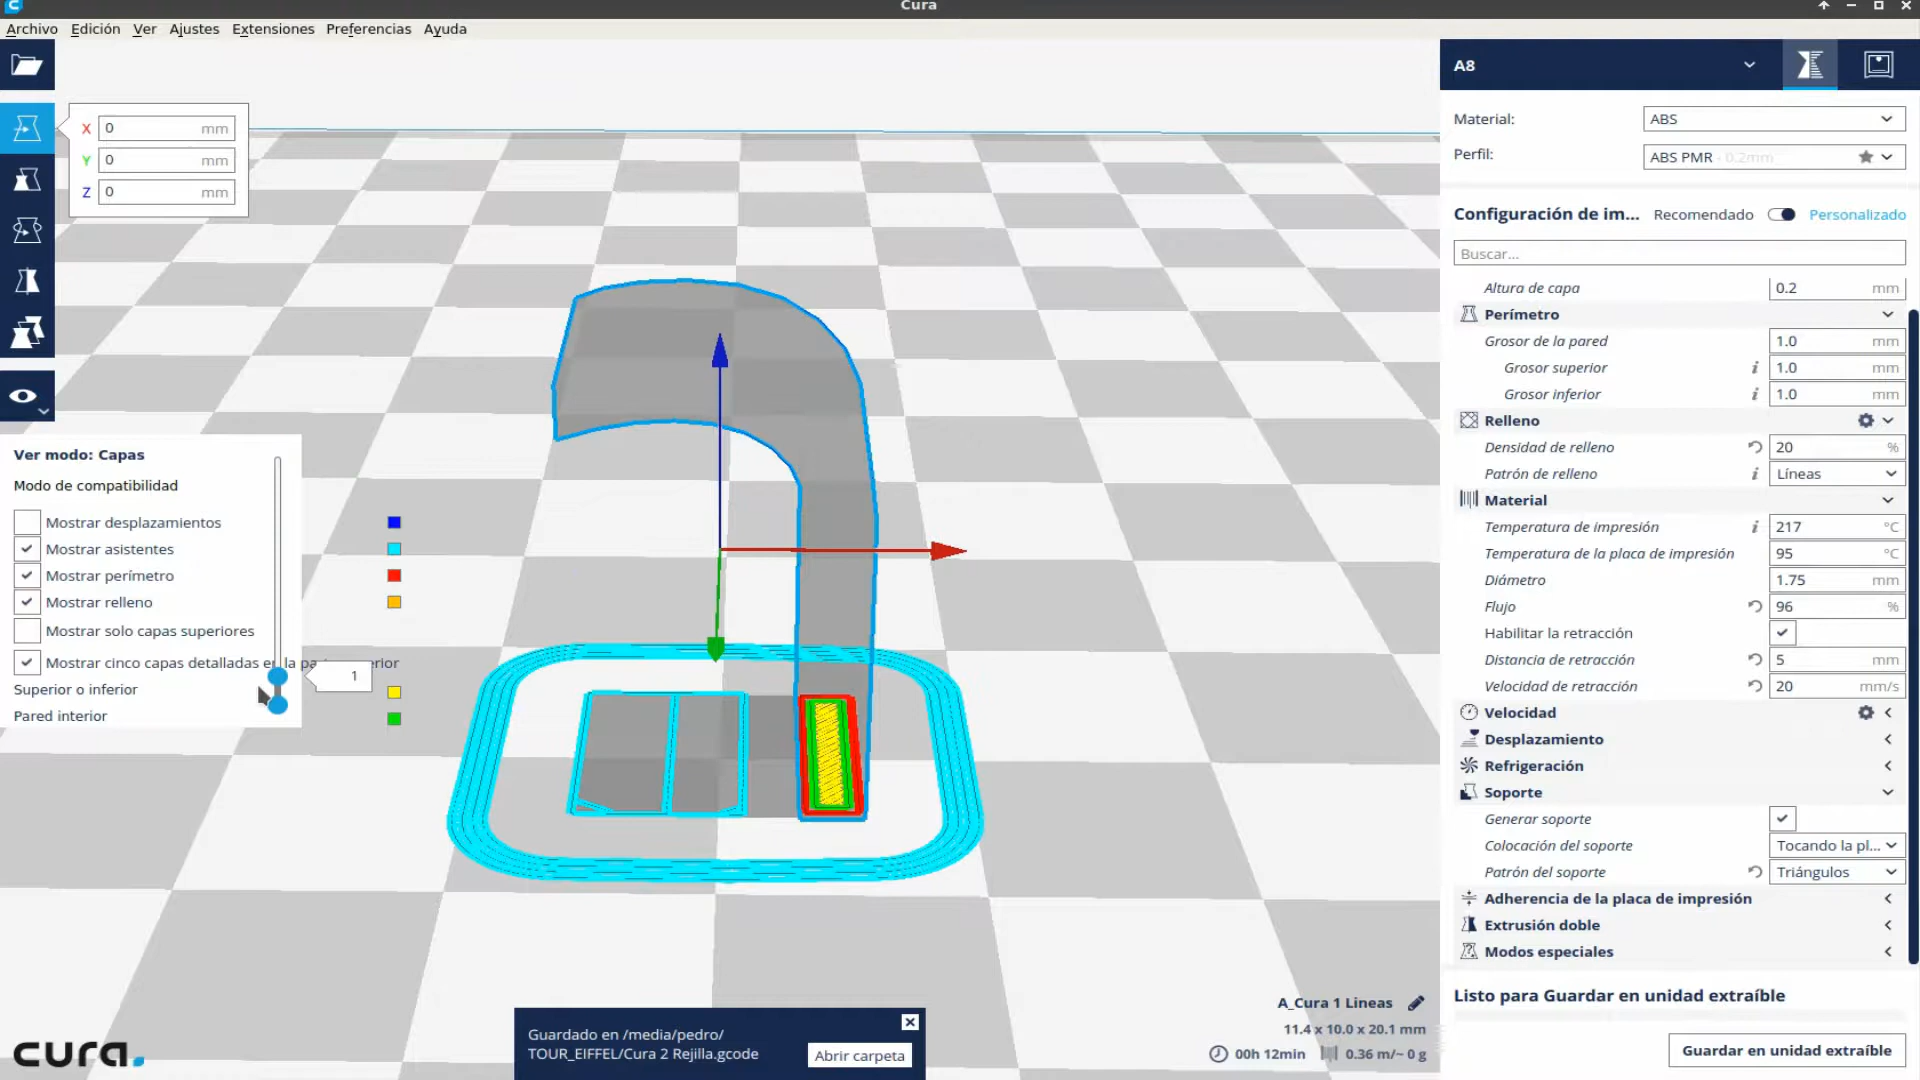 Cura
Archivo Edición Ver Ajustes Extensiones Preferencias Ayuda
X 0 mm
Y 0 mm
Z 0 mm
Ver modo: Capas
Modo de compatibilidad
Mostrar desplazamientos
Mostrar asistentes
Mostrar perímetro
Mostrar relleno
Mostrar solo capas superiores
Mostrar cinco capas detalladas en la parte superior
1
Superior o inferior
Pared interior
cura.
Guardado en /media/pedro/
TOUR_EIFFEL/Cura 2 Rejilla.gcode
Abrir carpeta
A_Cura 1 Lineas
11.4 x 10.0 x 20.1 mm
00h 12min 0.36 m/~ 0 g
A8
Material: ABS
Perfil: ABS PMR - 0.2mm
Configuración de im... Recomendado Personalizado
Buscar...
Altura de capa 0.2 mm
Perímetro
Grosor de la pared 1.0 mm
Grosor superior i 1.0 mm
Grosor inferior i 1.0 mm
Relleno
Densidad de relleno 20 %
Patrón de relleno i Líneas
Material
Temperatura de impresión i 217 °C
Temperatura de la placa de impresión 95 °C
Diámetro 1.75 mm
Flujo 96 %
Habilitar la retracción
Distancia de retracción 5 mm
Velocidad de retracción 20 mm/s
Velocidad
Desplazamiento
Refrigeración
Soporte
Generar soporte
Colocación del soporte Tocando la pl...
Patrón del soporte Triángulos
Adherencia de la placa de impresión
Extrusión doble
Modos especiales
Listo para Guardar en unidad extraíble
Guardar en unidad extraíble